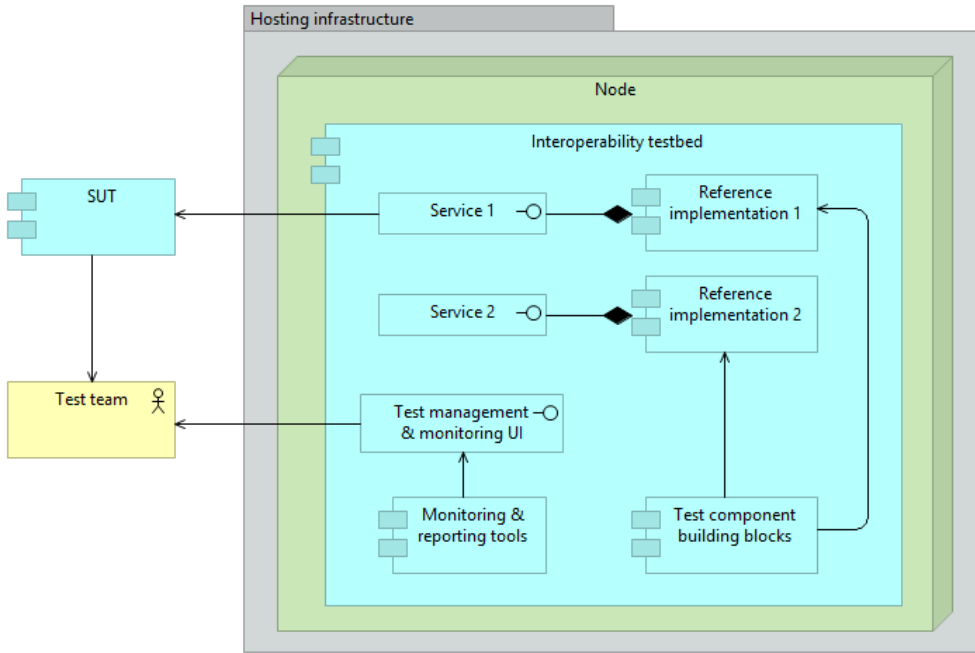 Hosting infrastructure
Node
Interoperability testbed
SUT
Service 1
Reference
implementation 1
Service 2
Reference
implementation 2
Test team
Test management
& monitoring UI
Monitoring &
reporting tools
Test component
building blocks